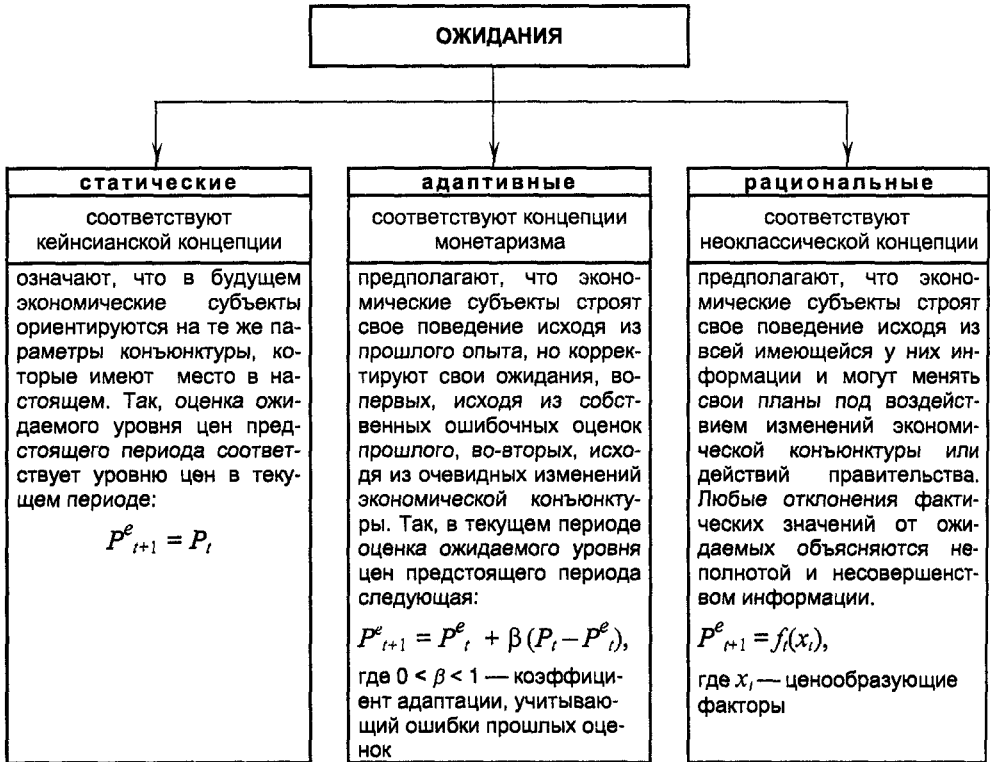 ОЖИДАНИЯ
статические
соответствуют
кейнсианской концепции
означают, что в будущем
экономические субъекты
ориентируются на те же па-
раметры конъюнктуры, ко-
торые имеют место в на-
стоящем. Так, оценка ожи-
даемого уровня цен пред-
стоящего периода соответ-
ствует уровню цен в теку-
щем периоде:
P^e_{t+1} = P_t
адаптивные
соответствуют концепции
монетаризма
предполагают, что эконо-
мические субъекты строят
свое поведение исходя из
прошлого опыта, но коррек-
тируют свои ожидания, во-
первых, исходя из собст-
венных ошибочных оценок
прошлого, во-вторых, исхо-
дя из очевидных изменений
экономической конъюнкту-
ры. Так, в текущем периоде
оценка ожидаемого уровня
цен предстоящего периода
следующая:
P^e_{t+1} = P^e_t + β (P_t – P^e_t),
где 0 < β < 1 — коэффици-
ент адаптации, учитываю-
щий ошибки прошлых оце-
нок
рациональные
соответствуют
неоклассической концепции
предполагают, что эконо-
мические субъекты строят
свое поведение исходя из
всей имеющейся у них ин-
формации и могут менять
свои планы под воздейст-
вием изменений экономи-
ческой конъюнктуры или
действий правительства.
Любые отклонения факти-
ческих значений от ожи-
даемых объясняются не-
полнотой и несовершенст-
вом информации.
P^e_{t+1} = f_t(x_t),
где x_t — ценообразующие
факторы